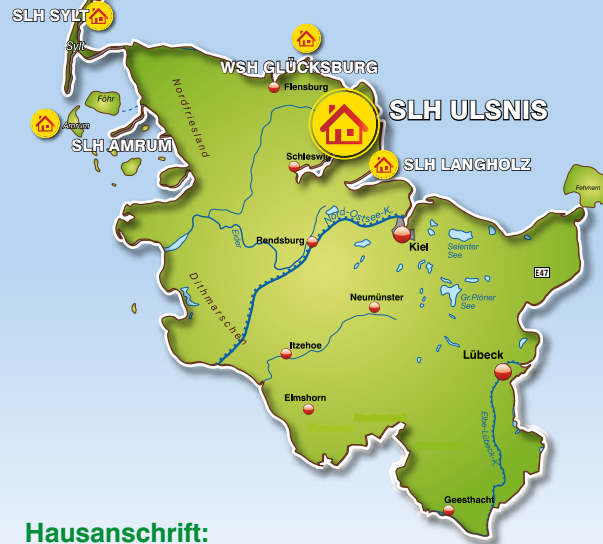 SLH SYLT
Sylt
WSH GLÜCKSBURG
Flensburg
Föhr
Nordfriesland
SLH ULSNIS
Amrum
SLH AMRUM
Schleswig
SLH LANGHOLZ
Fehmarn
Nord-Ostsee-K.
Eider
Rendsburg
Kiel
Selenter
See
E47
Dithmarschen
Neumünster
Gr.Plöner
See
Itzehoe
Lübeck
Elmshorn
Elbe-Lübeck-K.
Geesthacht
Hausanschrift: